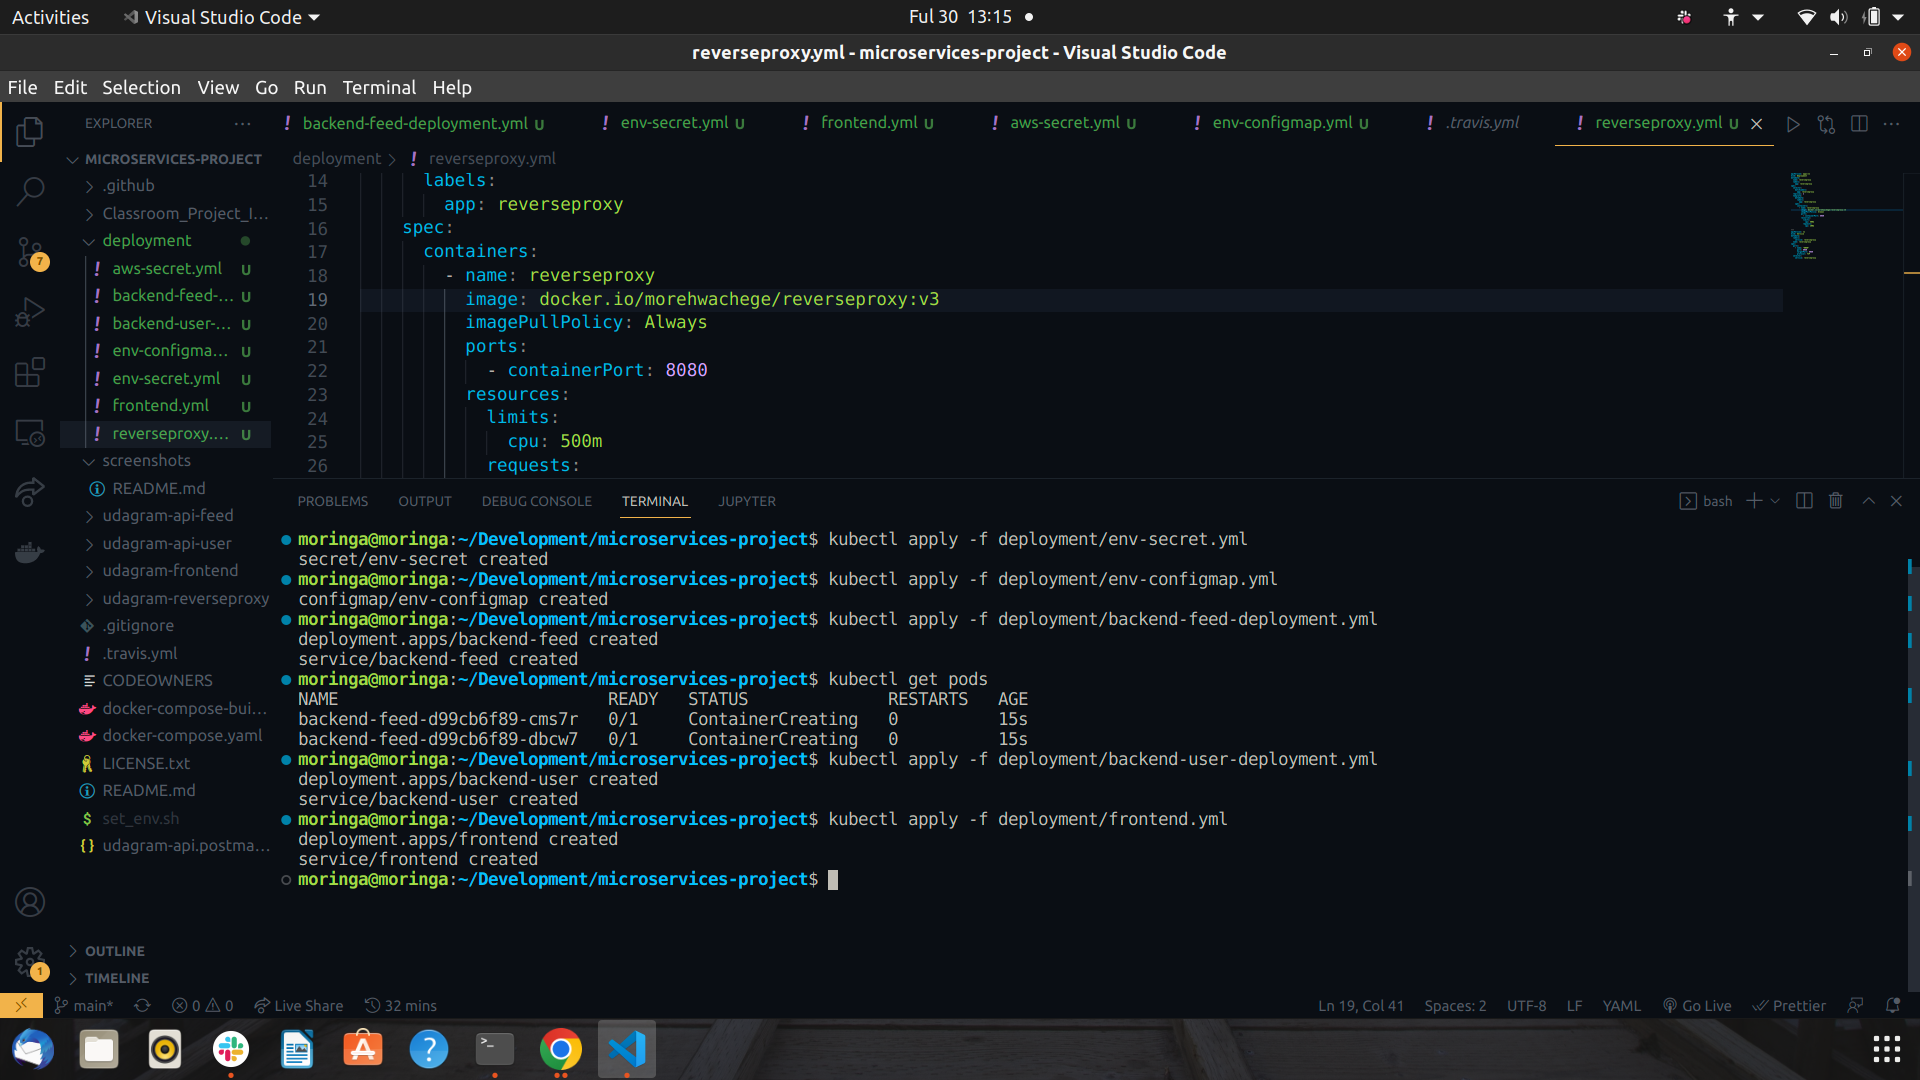 Activities
Visual Studio Code
Ful 30 13:15
reverseproxy.yml - microservices-project - Visual Studio Code
File Edit Selection View Go Run Terminal Help
EXPLORER
MICROSERVICES-PROJECT
.github
Classroom_Project_I...
deployment
aws-secret.yml U
backend-feed-... U
backend-user-... U
env-configma... U
env-secret.yml U
frontend.yml U
reverseproxy.... U
screenshots
README.md
udagram-api-feed
udagram-api-user
udagram-frontend
udagram-reverseproxy
.gitignore
.travis.yml
CODEOWNERS
docker-compose-bui...
docker-compose.yaml
LICENSE.txt
README.md
set_env.sh
udagram-api.postma...
OUTLINE
TIMELINE
7
1
backend-feed-deployment.yml U
env-secret.yml U
frontend.yml U
aws-secret.yml U
env-configmap.yml U
.travis.yml
reverseproxy.yml U
deployment > ! reverseproxy.yml
14 labels:
15 app: reverseproxy
16 spec:
17 containers:
18 - name: reverseproxy
19 image: docker.io/morehwachege/reverseproxy:v3
20 imagePullPolicy: Always
21 ports:
22 - containerPort: 8080
23 resources:
24 limits:
25 cpu: 500m
26 requests:
PROBLEMS OUTPUT DEBUG CONSOLE TERMINAL JUPYTER
bash
moringa@moringa:~/Development/microservices-project$ kubectl apply -f deployment/env-secret.yml
secret/env-secret created
moringa@moringa:~/Development/microservices-project$ kubectl apply -f deployment/env-configmap.yml
configmap/env-configmap created
moringa@moringa:~/Development/microservices-project$ kubectl apply -f deployment/backend-feed-deployment.yml
deployment.apps/backend-feed created
service/backend-feed created
moringa@moringa:~/Development/microservices-project$ kubectl get pods
NAME READY STATUS RESTARTS AGE
backend-feed-d99cb6f89-cms7r 0/1 ContainerCreating 0 15s
backend-feed-d99cb6f89-dbcw7 0/1 ContainerCreating 0 15s
moringa@moringa:~/Development/microservices-project$ kubectl apply -f deployment/backend-user-deployment.yml
deployment.apps/backend-user created
service/backend-user created
moringa@moringa:~/Development/microservices-project$ kubectl apply -f deployment/frontend.yml
deployment.apps/frontend created
service/frontend created
moringa@moringa:~/Development/microservices-project$
main* 0 0 Live Share 32 mins
Ln 19, Col 41 Spaces: 2 UTF-8 LF YAML Go Live Prettier